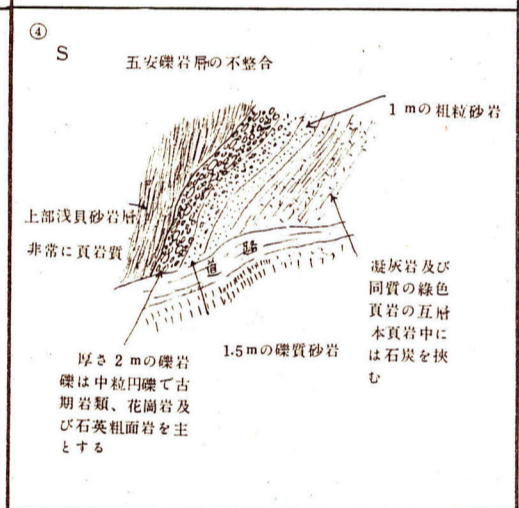 ④
S
五安礫岩層の不整合
1mの粗粒砂岩
上部浅貝砂岩層
非常に頁岩質
道路
凝灰岩及び
同質の緑色
頁岩の互層
本頁岩中に
は石炭を挾
む
1.5mの礫質砂岩
厚さ2mの礫岩
礫は中粒円礫で古
期岩類、花崗岩及
び石英粗面岩を主
とする